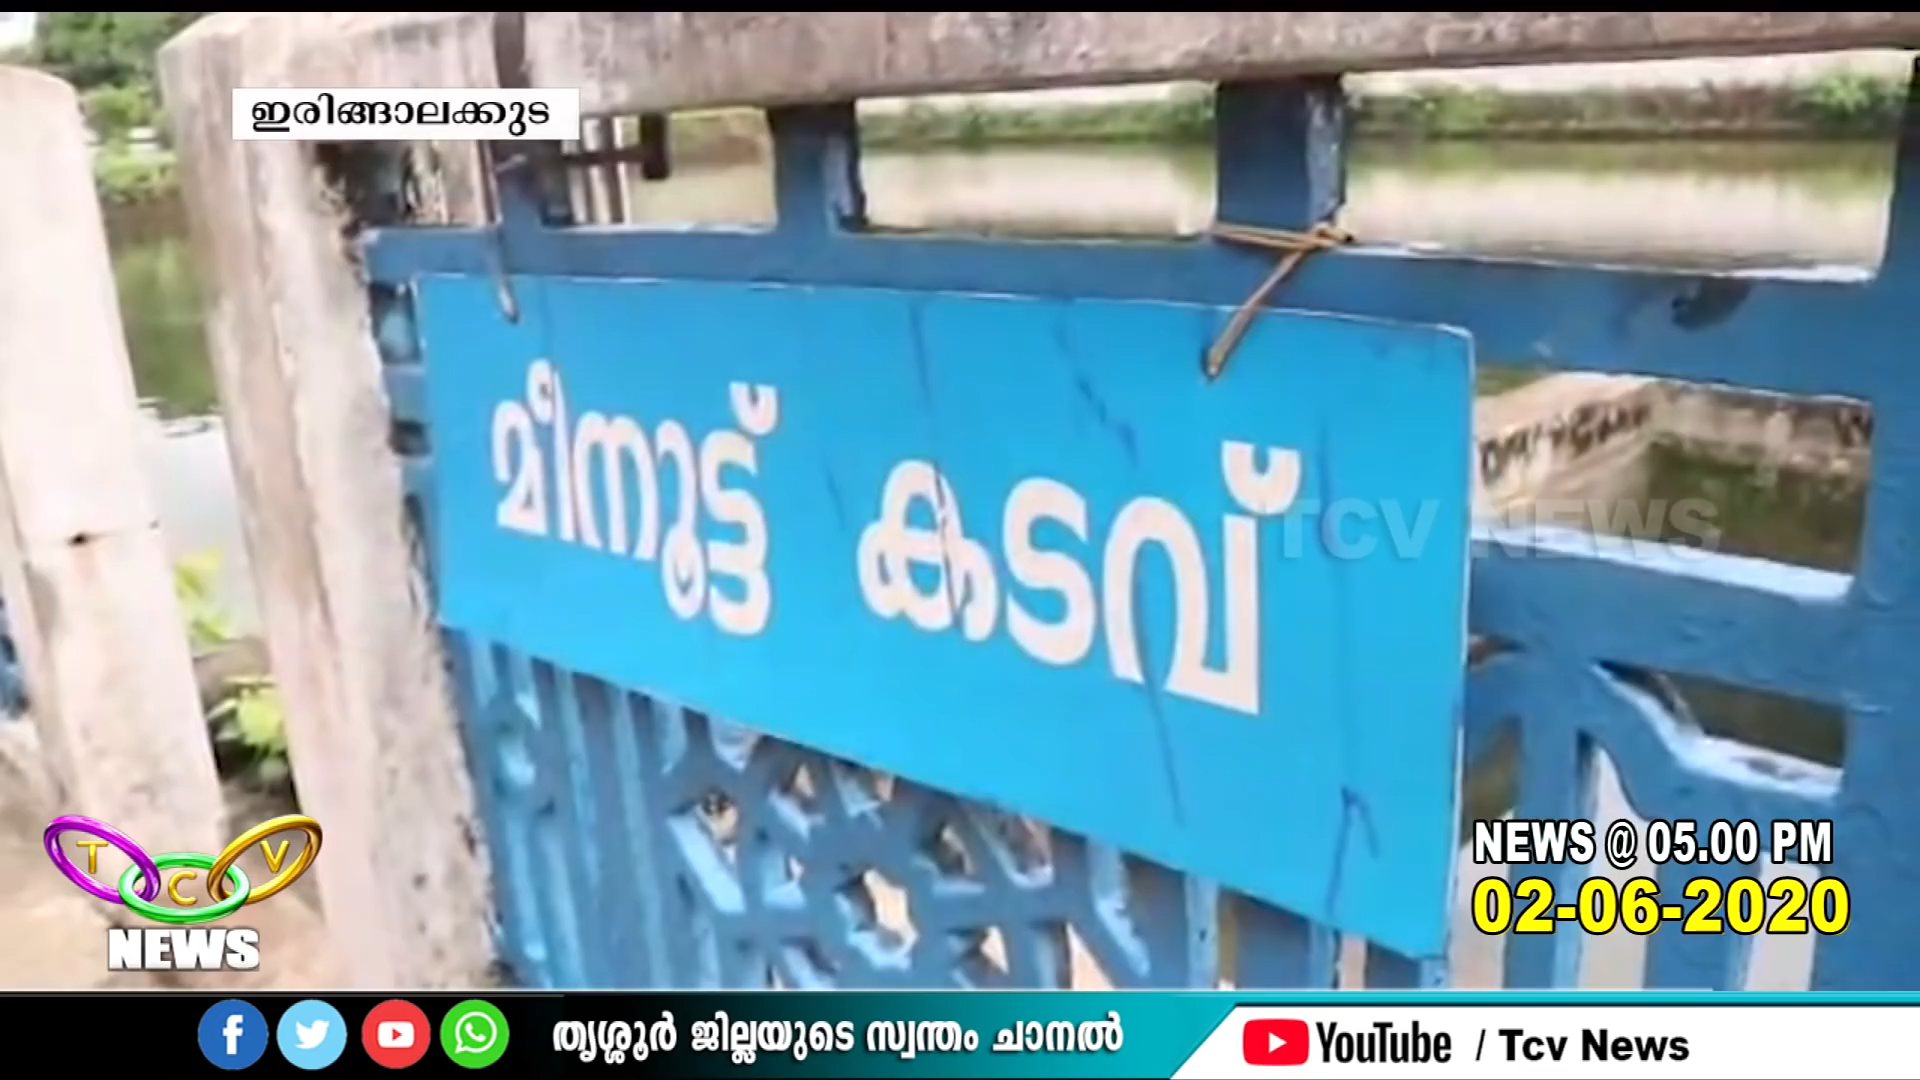 ഇരിങ്ങാലക്കുട
മീനൂട്ട് കടവ്
TCV NEWS
NEWS @ 05.00 PM
02-06-2020
T C V
NEWS
തൃശ്ശൂർ ജില്ലയുടെ സ്വന്തം ചാനൽ
YouTube / Tcv News